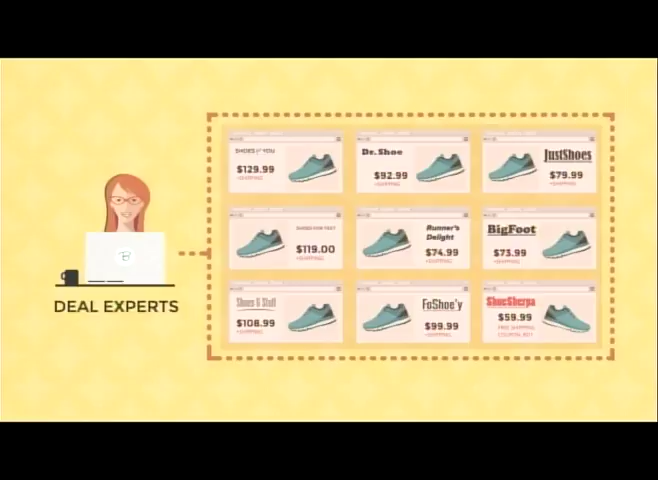 SHOES 4 YOU
$129.99
+SHIPPING
Dr. Shoe
$92.99
+SHIPPING
JustShoes
$79.99
+SHIPPING
SHOES FOR FEET
$119.00
+SHIPPING
Runner's
Delight
$74.99
+SHIPPING
BigFoot
$73.99
+SHIPPING
Shoes & Stuff
$108.99
+SHIPPING
FoShoe'y
$99.99
+SHIPPING
ShoeSherpa
$59.99
FREE SHIPPING
DEAL EXPERTS